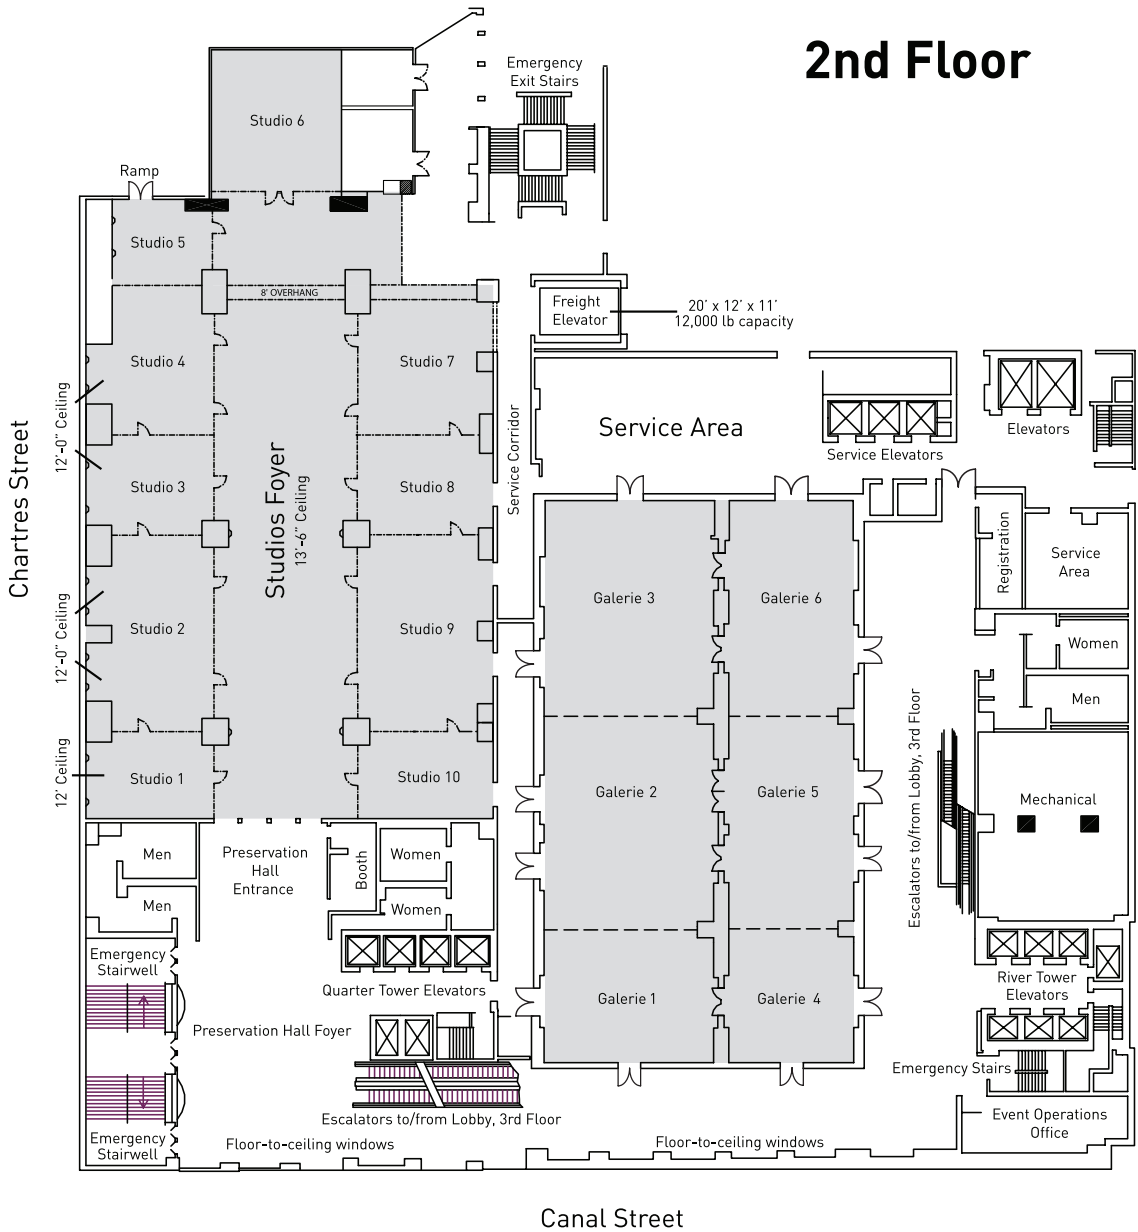 2nd Floor
Emergency
Exit Stairs
Studio 6
Ramp
Studio 5
8' OVERHANG
Freight
Elevator
20' x 12' x 11'
12,000 lb capacity
Studio 4
Studio 7
12'-0" Ceiling
Service Corridor
Service Area
Service Elevators
Elevators
Chartres Street
Studio 3
Studios Foyer
13'-6" Ceiling
Studio 8
Galerie 3
Galerie 6
Registration
Service
Area
12'-0" Ceiling
Studio 2
Studio 9
Women
Men
Escalators to/from Lobby, 3rd Floor
12' Ceiling
Studio 1
Studio 10
Galerie 2
Galerie 5
Mechanical
Men
Preservation
Hall
Entrance
Booth
Women
Men
Women
Emergency
Stairwell
Quarter Tower Elevators
River Tower
Elevators
Galerie 1
Galerie 4
Preservation Hall Foyer
Emergency Stairs
Escalators to/from Lobby, 3rd Floor
Event Operations
Office
Emergency
Stairwell
Floor-to-ceiling windows
Floor-to-ceiling windows
Canal Street